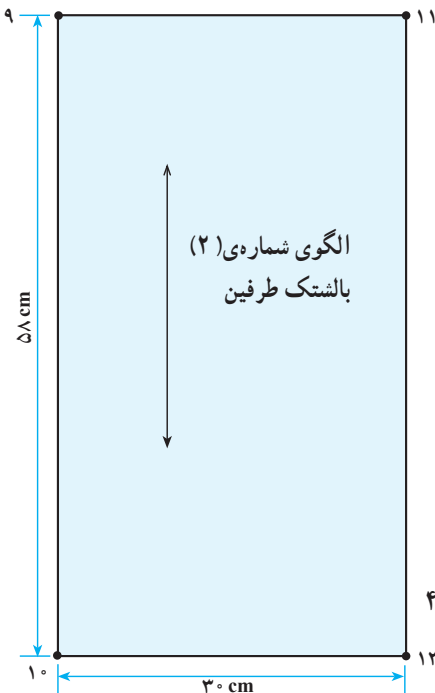 ۹
۱۱
الگوی شماره‌ی( ۲)
بالشتک طرفین
۵۸ cm
۴
۱۰
۱۲
۳۰ cm